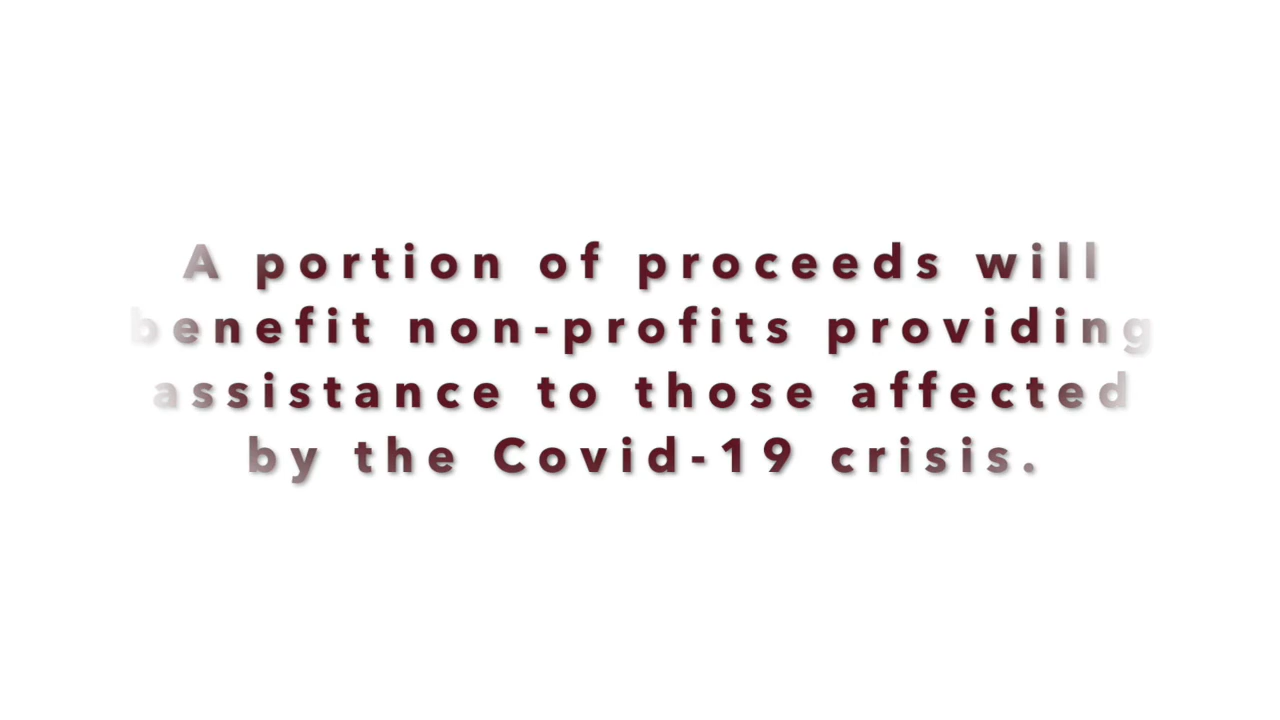 A portion of proceeds will
benefit non-profits providing
assistance to those affected
by the Covid-19 crisis.